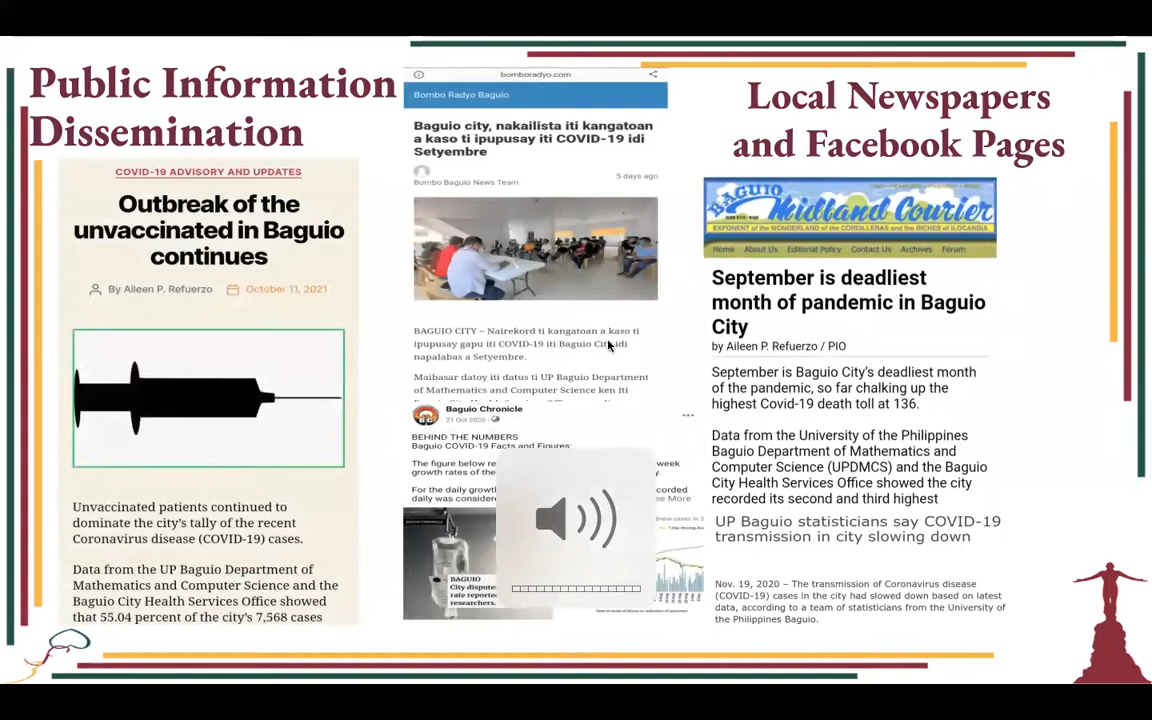 Public Information
Dissemination
COVID-19 ADVISORY AND UPDATES
Outbreak of the
unvaccinated in Baguio
continues
By Aileen P. Refuerzo
October 11, 2021
Unvaccinated patients continued to
dominate the city's tally of the recent
Coronavirus disease (COVID-19) cases.
Data from the UP Baguio Department of
Mathematics and Computer Science and the
Baguio City Health Services Office showed
that 55.04 percent of the city's 7,568 cases
bomboradyo.com
Bombo Radyo Baguio
Baguio city, nakailista iti kangatoan
a kaso ti ipupusay iti COVID-19 idi
Setyembre
Bombo Baguio News Team
5 days ago
BAGUIO CITY – Nairekord ti kangatoan a kaso ti
ipupusay gapu iti COVID-19 iti Baguio City idi
napalabas a Setyembre.
Maibasar datoy iti datus ti UP Baguio Department
of Mathematics and Computer Science ken iti
Baguio Chronicle
21 Oct 2020
BEHIND THE NUMBERS
Baguio COVID-19 Facts and Figures:
The figure below week
growth rates of the
For the daily
daily was See More
BAGUIO
City
rate reported
researchers.
Local Newspapers
and Facebook Pages
BAGUIO
Midland Courier
EXPONENT OF THE WONDERLAND OF THE CORDILLERAS AND THE RICHES OF ILOCANDIA
Home About Us Editorial Policy Contact Us Archives Forum
September is deadliest
month of pandemic in Baguio
City
by Aileen P. Refuerzo / PIO
September is Baguio City's deadliest month
of the pandemic, so far chalking up the
highest Covid-19 death toll at 136.
Data from the University of the Philippines
Baguio Department of Mathematics and
Computer Science (UPDMCS) and the Baguio
City Health Services Office showed the city
recorded its second and third highest
UP Baguio statisticians say COVID-19
transmission in city slowing down
Nov. 19, 2020 – The transmission of Coronavirus disease
(COVID-19) cases in the city had slowed down based on latest
data, according to a team of statisticians from the University of
the Philippines Baguio.